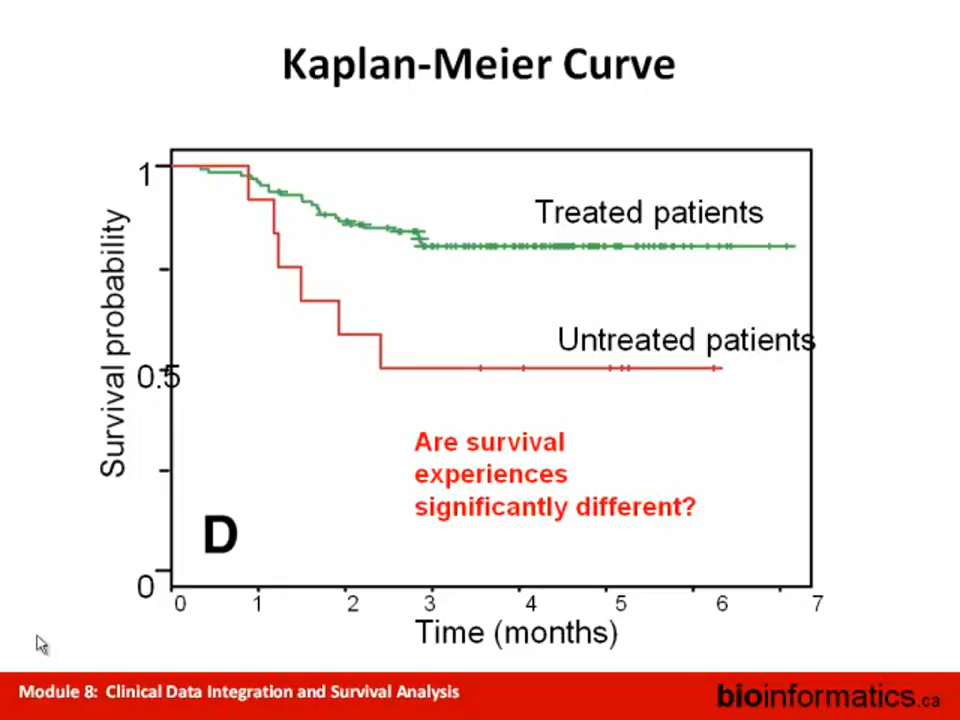 Kaplan-Meier Curve
1
0.5
0
Survival probability
Treated patients
Untreated patients
Are survival
experiences
significantly different?
D
0 1 2 3 4 5 6 7
Time (months)
Module 8: Clinical Data Integration and Survival Analysis
bioinformatics.ca